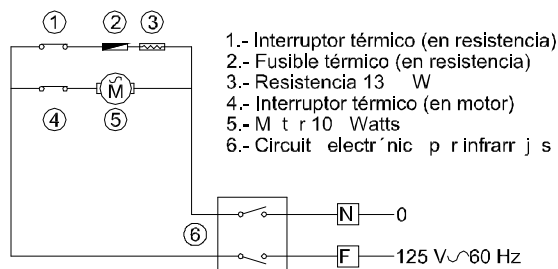 1 2 3
1.- Interruptor térmico (en resistencia)
2.- Fusible térmico (en resistencia)
3.- Resistencia 13 W
4.- Interruptor térmico (en motor)
5.- M t r 10 Watts
6.- Circuit electr´nic p r infrarr j s
M
4 5
6
N 0
F 125 V 60 Hz